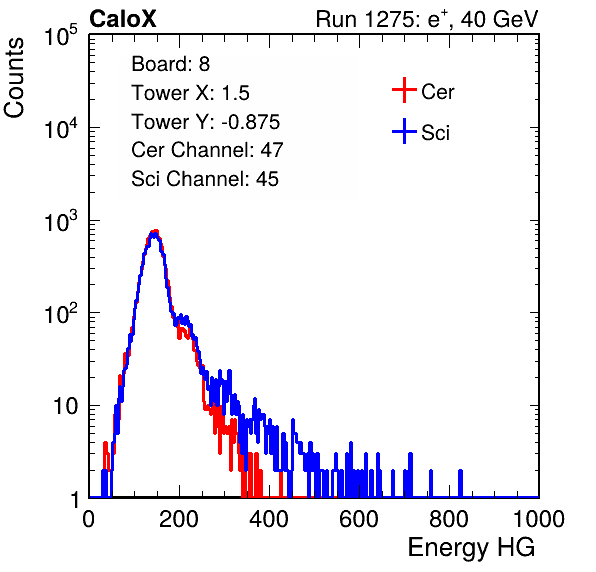 CaloX Run 1275: e⁺, 40 GeV
Counts
Board: 8
Tower X: 1.5
Tower Y: -0.875
Cer Channel: 47
Sci Channel: 45
Cer
Sci
10⁵
10⁴
10³
10²
10
1
0 200 400 600 800 1000
Energy HG